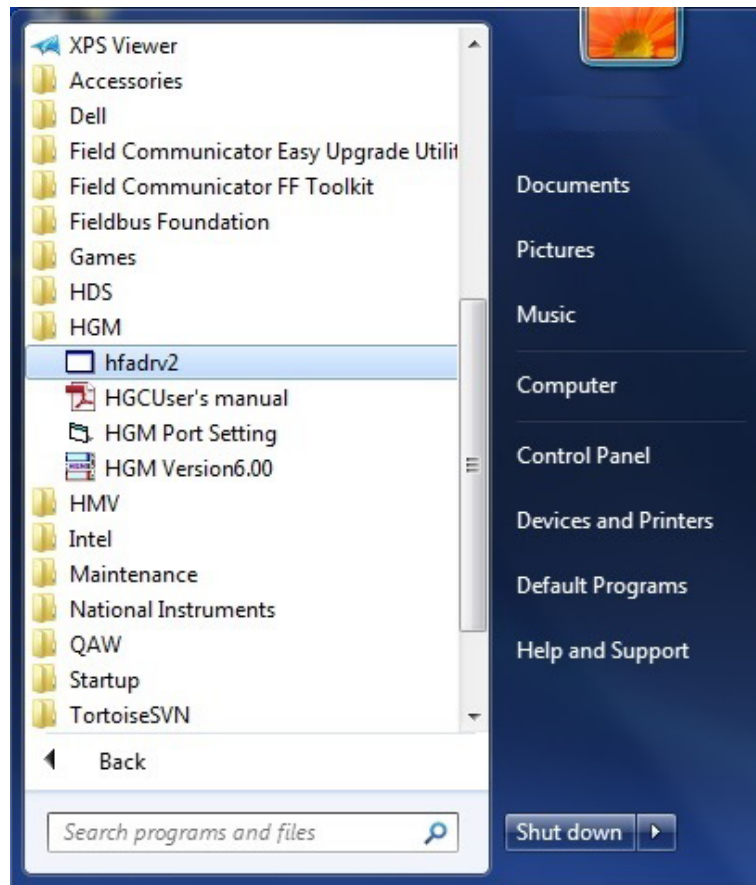 XPS Viewer
Accessories
Dell
Field Communicator Easy Upgrade Utilit
Field Communicator FF Toolkit
Fieldbus Foundation
Games
HDS
HGM
hfadrv2
HGCUser's manual
HGM Port Setting
HGM Version6.00
HMV
Intel
Maintenance
National Instruments
QAW
Startup
TortoiseSVN
Back
Search programs and files
Documents
Pictures
Music
Computer
Control Panel
Devices and Printers
Default Programs
Help and Support
Shut down